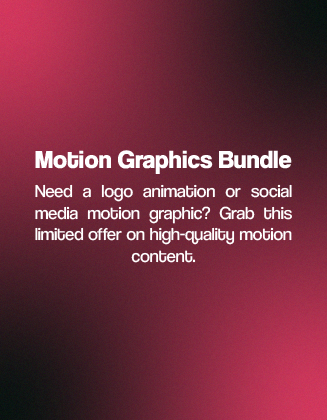 Motion Graphics Bundle
Need a logo animation or social
media motion graphic? Grab this
limited offer on high-quality motion
content.